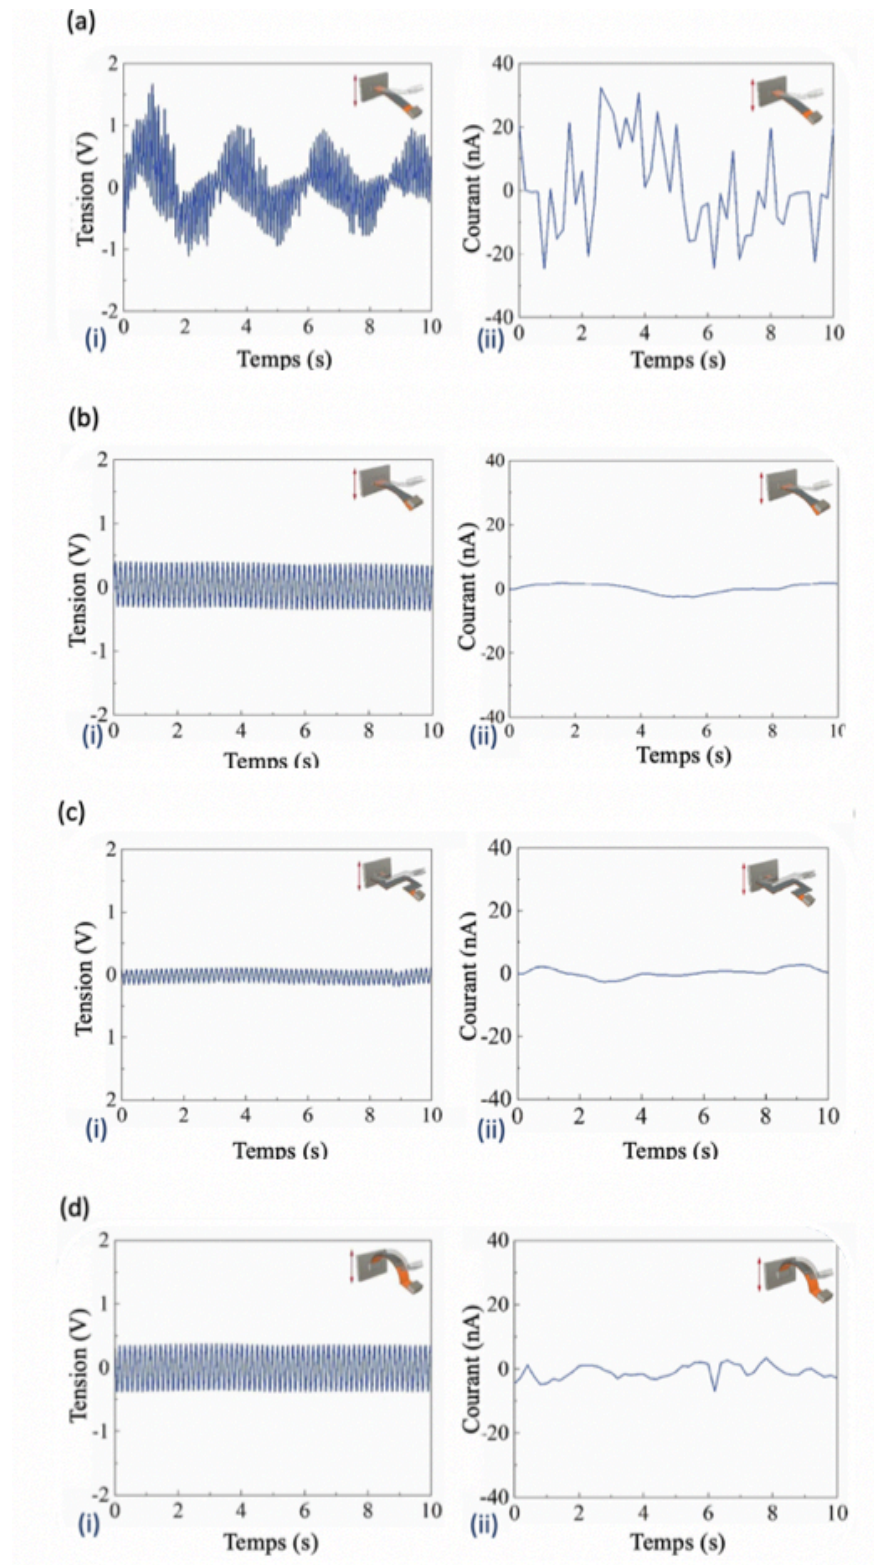 (a)
2
1
0
-1
-2
Tension (V)
0 2 4 6 8 10
Temps (s)
(i)
40
20
0
-20
-40
Courant (nA)
0 2 4 6 8 10
Temps (s)
(ii)
(b)
2
1
0
-1
-2
Tension (V)
0 2 4 6 8 10
Temps (s)
(i)
40
20
0
-20
-40
Courant (nA)
0 2 4 6 8 10
Temps (s)
(ii)
(c)
2
1
0
1
2
Tension (V)
0 2 4 6 8 10
Temps (s)
(i)
40
20
0
-20
-40
Courant (nA)
0 2 4 6 8 10
Temps (s)
(ii)
(d)
2
1
0
-1
-2
Tension (V)
0 2 4 6 8 10
Temps (s)
(i)
40
20
0
-20
-40
Courant (nA)
0 2 4 6 8 10
Temps (s)
(ii)